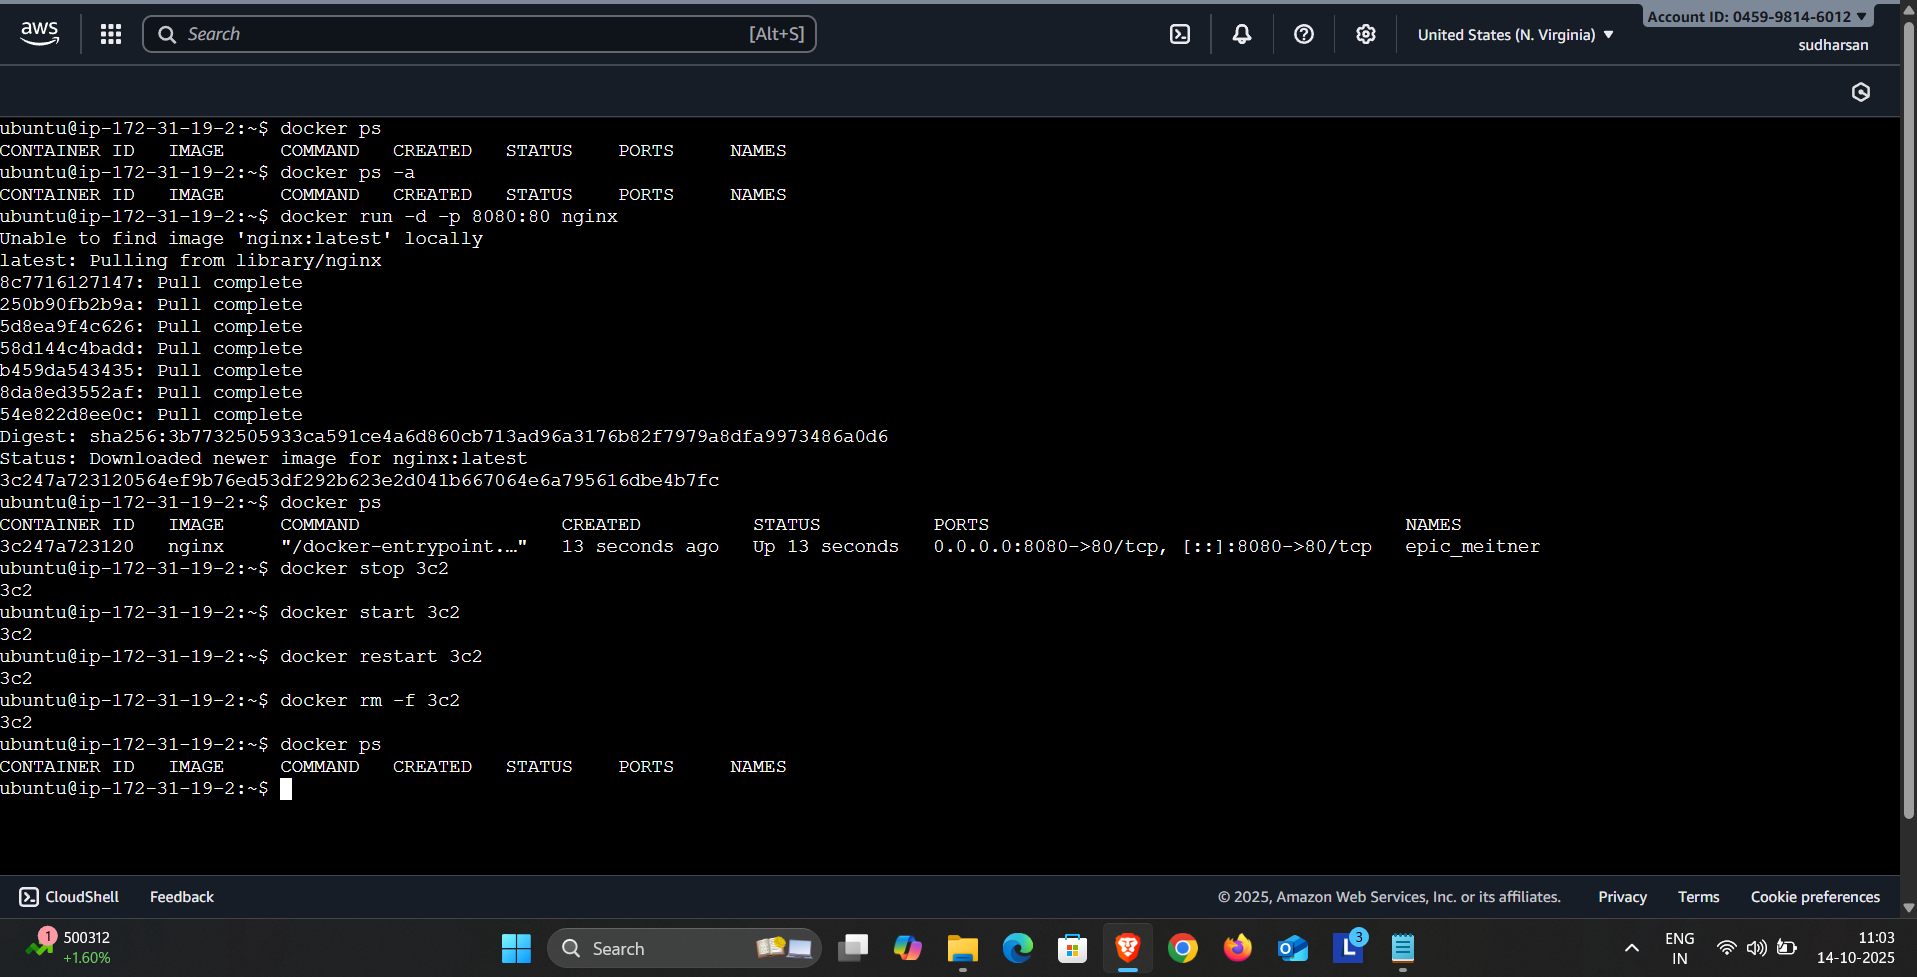 aws
Search
[Alt+S]
United States (N. Virginia)
Account ID: 0459-9814-6012
sudharsan
ubuntu@ip-172-31-19-2:~$ docker ps
CONTAINER ID IMAGE COMMAND CREATED STATUS PORTS NAMES
ubuntu@ip-172-31-19-2:~$ docker ps -a
CONTAINER ID IMAGE COMMAND CREATED STATUS PORTS NAMES
ubuntu@ip-172-31-19-2:~$ docker run -d -p 8080:80 nginx
Unable to find image 'nginx:latest' locally
latest: Pulling from library/nginx
8c7716127147: Pull complete
250b90fb2b9a: Pull complete
5d8ea9f4c626: Pull complete
58d144c4badd: Pull complete
b459da543435: Pull complete
8da8ed3552af: Pull complete
54e822d8ee0c: Pull complete
Digest: sha256:3b7732505933ca591ce4a6d860cb713ad96a3176b82f7979a8dfa9973486a0d6
Status: Downloaded newer image for nginx:latest
3c247a723120564ef9b76ed53df292b623e2d041b667064e6a795616dbe4b7fc
ubuntu@ip-172-31-19-2:~$ docker ps
CONTAINER ID IMAGE COMMAND CREATED STATUS PORTS NAMES
3c247a723120 nginx "/docker-entrypoint.…" 13 seconds ago Up 13 seconds 0.0.0.0:8080->80/tcp, [::]:8080->80/tcp epic_meitner
ubuntu@ip-172-31-19-2:~$ docker stop 3c2
3c2
ubuntu@ip-172-31-19-2:~$ docker start 3c2
3c2
ubuntu@ip-172-31-19-2:~$ docker restart 3c2
3c2
ubuntu@ip-172-31-19-2:~$ docker rm -f 3c2
3c2
ubuntu@ip-172-31-19-2:~$ docker ps
CONTAINER ID IMAGE COMMAND CREATED STATUS PORTS NAMES
ubuntu@ip-172-31-19-2:~$
CloudShell Feedback © 2025, Amazon Web Services, Inc. or its affiliates. Privacy Terms Cookie preferences
1
500312
+1.60%
Search
L
3
ENG
IN
11:03
14-10-2025